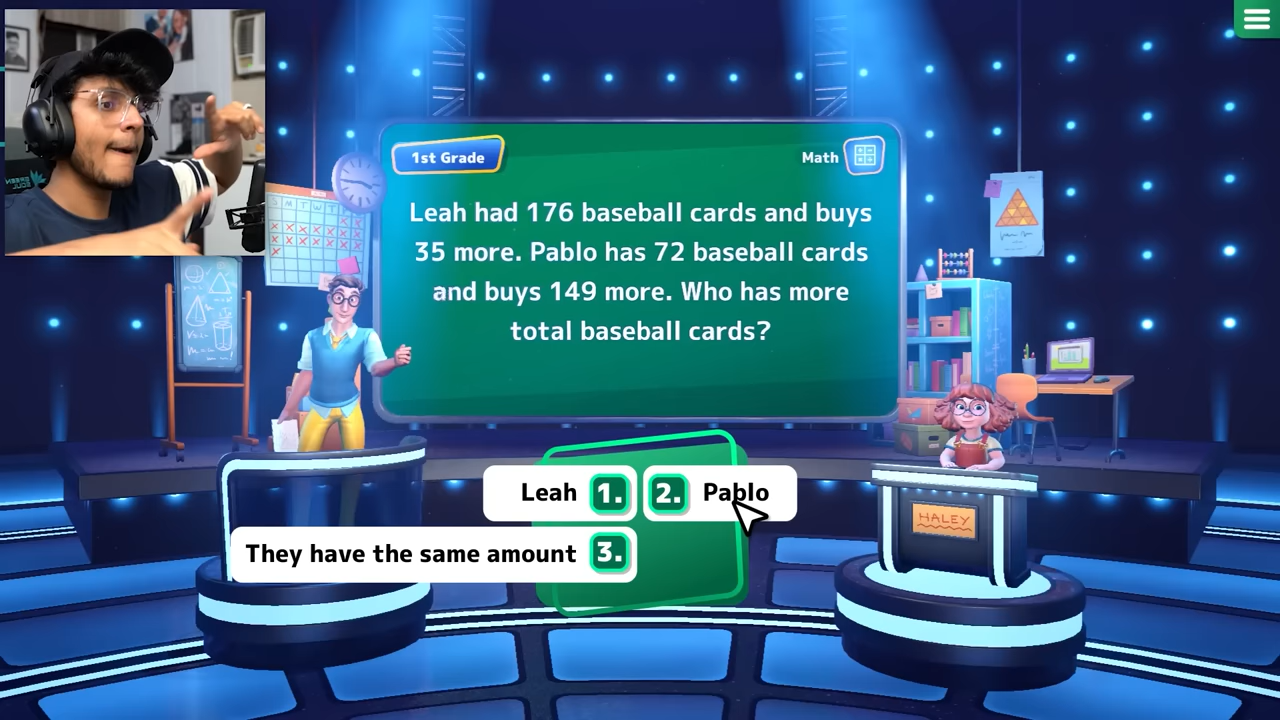 1st Grade
Math
Leah had 176 baseball cards and buys
35 more. Pablo has 72 baseball cards
and buys 149 more. Who has more
total baseball cards?
Leah 1.
2. Pablo
They have the same amount 3.
HALEY
S M T W T F S